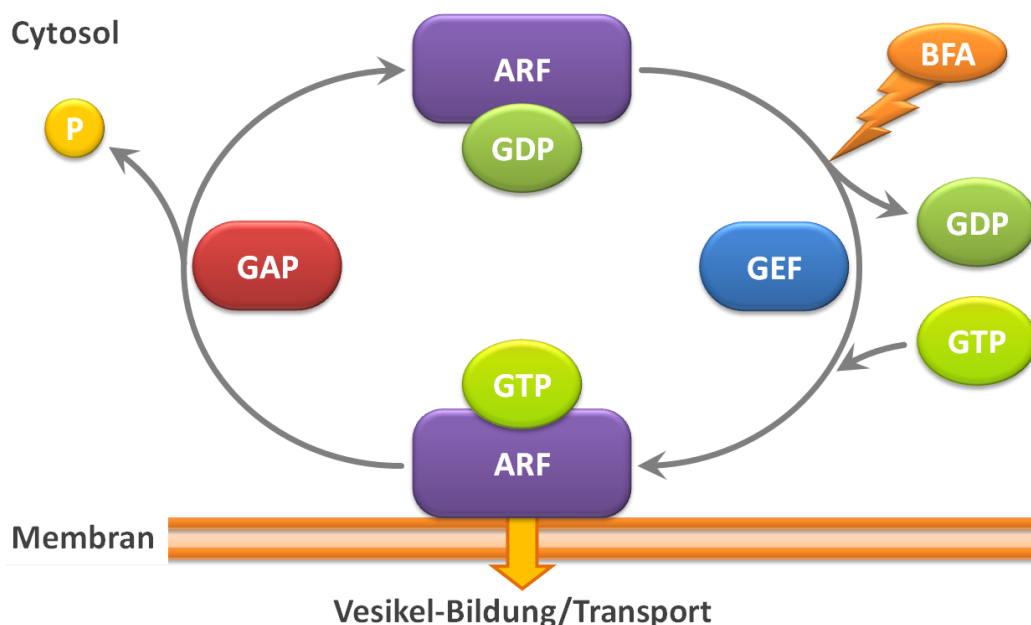 Cytosol
ARF
BFA
P
GDP
GDP
GAP
GEF
GTP
GTP
ARF
Membran
Vesikel-Bildung/Transport